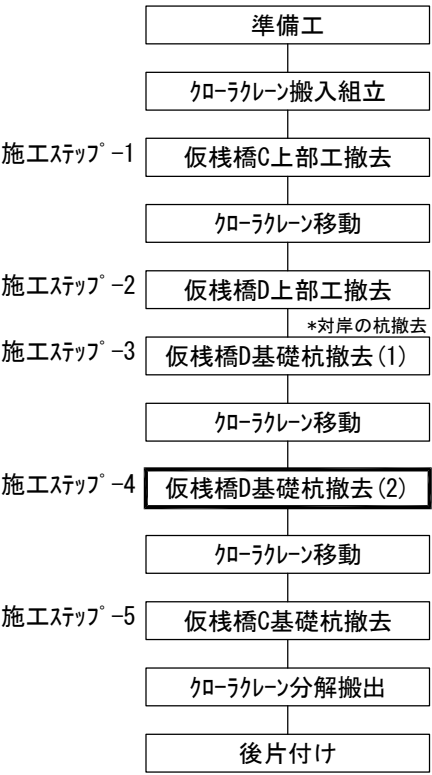 準備工
ｸﾛｰﾗｸﾚｰﾝ搬入組立
施工ｽﾃｯﾌﾟ-1 仮桟橋C上部工撤去
ｸﾛｰﾗｸﾚｰﾝ移動
施工ｽﾃｯﾌﾟ-2 仮桟橋D上部工撤去
*対岸の杭撤去
施工ｽﾃｯﾌﾟ-3 仮桟橋D基礎杭撤去(1)
ｸﾛｰﾗｸﾚｰﾝ移動
施工ｽﾃｯﾌﾟ-4 仮桟橋D基礎杭撤去(2)
ｸﾛｰﾗｸﾚｰﾝ移動
施工ｽﾃｯﾌﾟ-5 仮桟橋C基礎杭撤去
ｸﾛｰﾗｸﾚｰﾝ分解搬出
後片付け